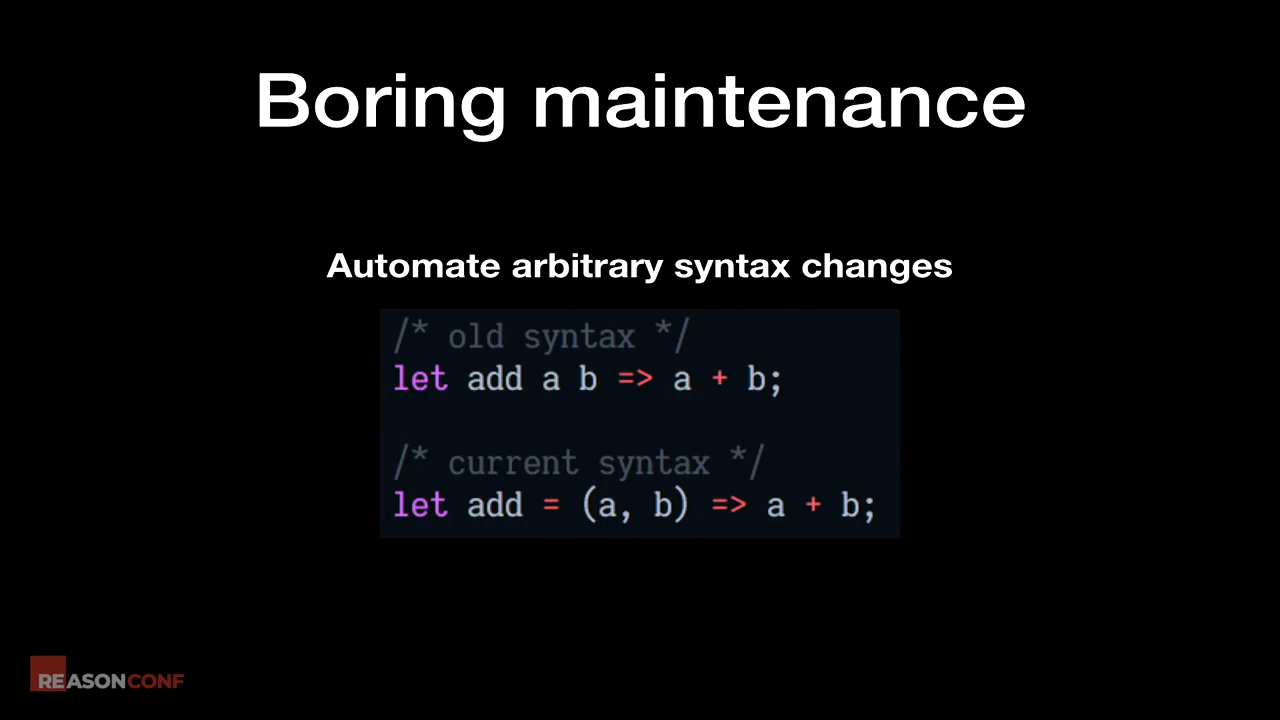 Boring maintenance
Automate arbitrary syntax changes
/* old syntax */
let add a b => a + b;
/* current syntax */
let add = (a, b) => a + b;
REASONCONF